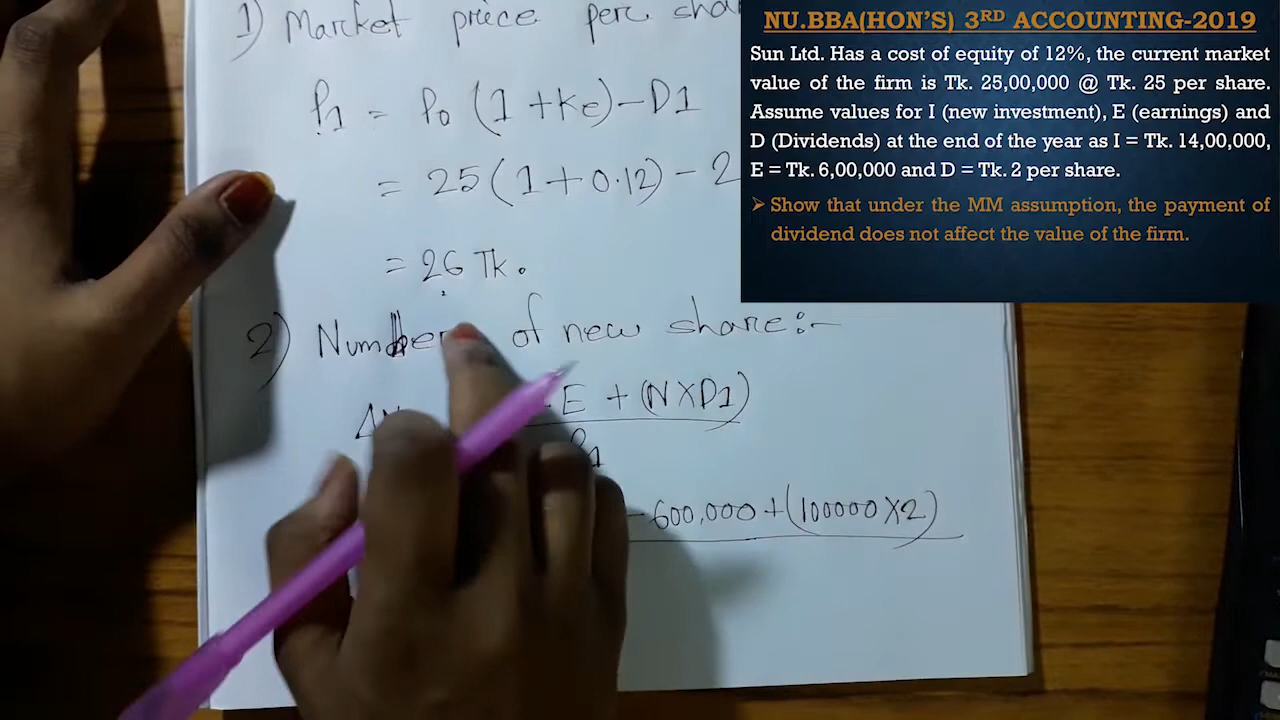 1) Market price per
P1 = P0 (1 + Ke) - D1
= 25 (1 + 0.12) - 2
= 26 Tk.
2) Number of new share:-
E + (N X D1)
- 600,000 + (100000 X 2)
NU.BBA(HON'S) 3RD ACCOUNTING-2019
Sun Ltd. Has a cost of equity of 12%, the current market
value of the firm is Tk. 25,00,000 @ Tk. 25 per share.
Assume values for I (new investment), E (earnings) and
D (Dividends) at the end of the year as I = Tk. 14,00,000,
E = Tk. 6,00,000 and D = Tk. 2 per share.
➢ Show that under the MM assumption, the payment of
dividend does not affect the value of the firm.